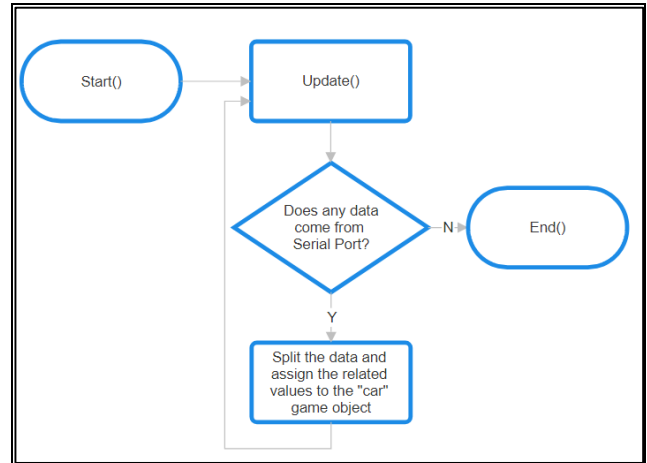 Start()
Update()
Does any data
come from
Serial Port?
N
End()
Y
Split the data and
assign the related
values to the "car"
game object